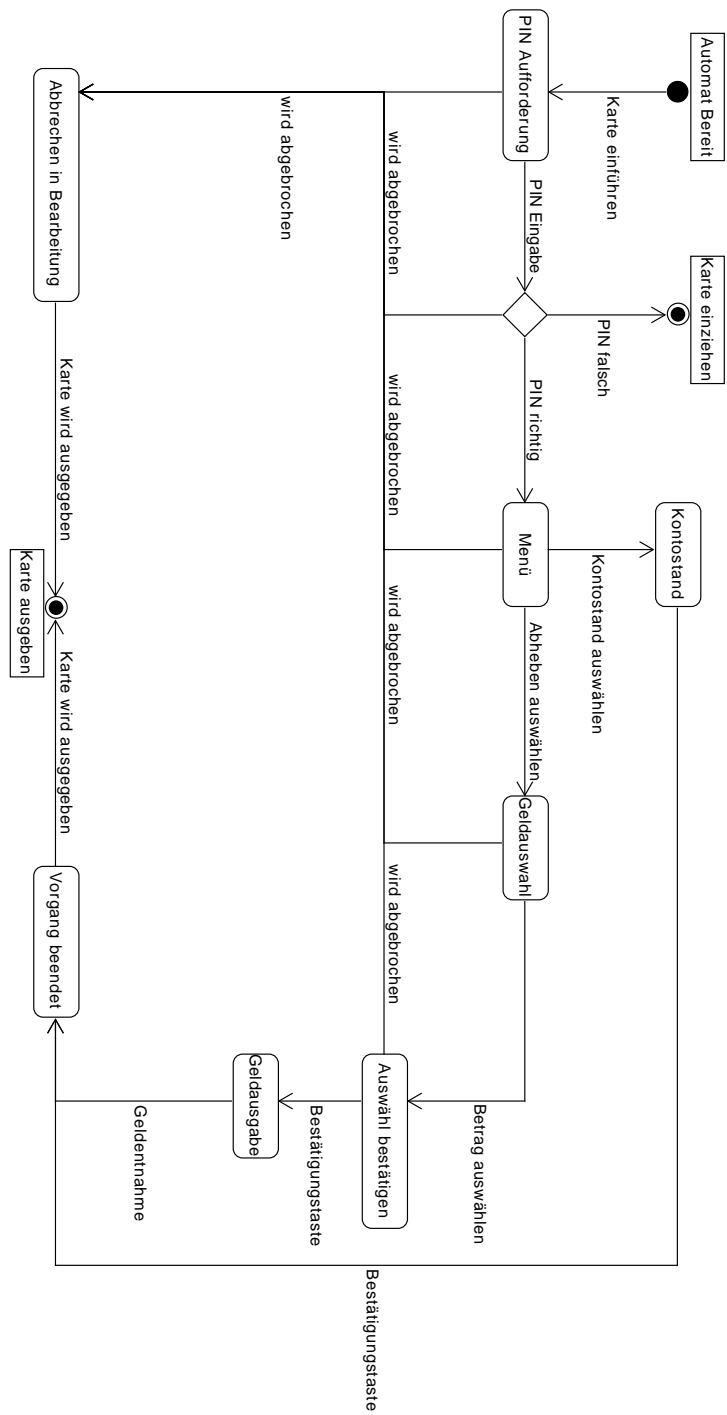 Automat Bereit
Karte einziehen
Karte einführen
PIN falsch
Kontostand
Kontostand auswählen
PIN Aufforderung
PIN Eingabe
PIN richtig
Menü
Abheben auswählen
Geldauswahl
Betrag auswählen
wird abgebrochen
wird abgebrochen
wird abgebrochen
wird abgebrochen
wird abgebrochen
Auswähl bestätigen
Bestätigungstaste
Bestätigungstaste
Geldausgabe
Geldentnahme
Abbrechen in Bearbeitung
Karte wird ausgegeben
Karte wird ausgegeben
Vorgang beendet
Karte ausgeben